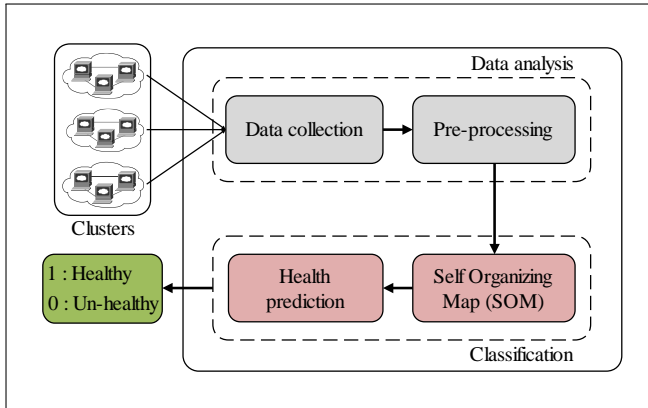 Data analysis
Data collection
Pre-processing
Clusters
1 : Healthy
0 : Un-healthy
Health
prediction
Self Organizing
Map (SOM)
Classification